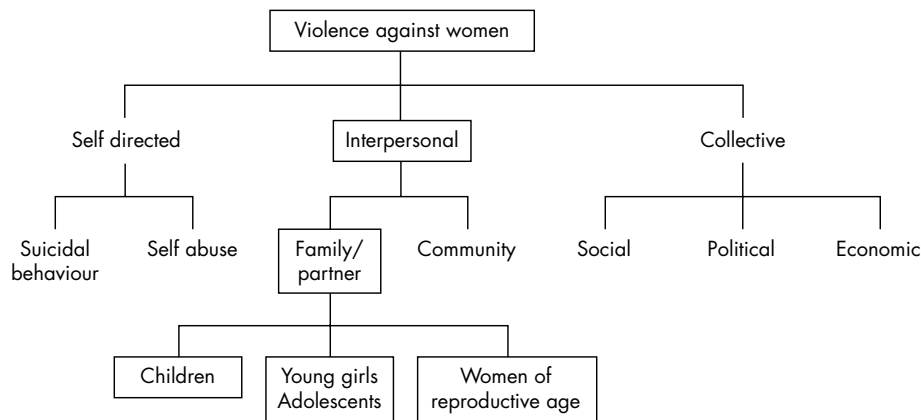 Violence against women
Self directed
Interpersonal
Collective
Suicidal
behaviour
Self abuse
Family/
partner
Community
Social
Political
Economic
Children
Young girls
Adolescents
Women of
reproductive age